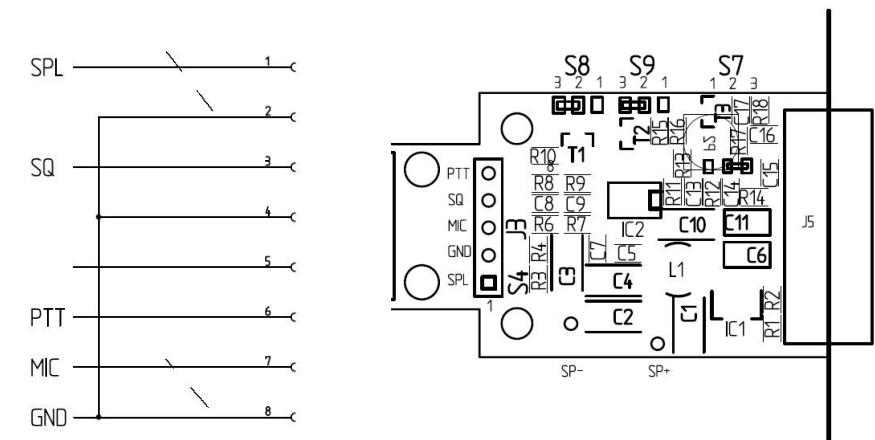 SPL 1
2
SQ 3
4
5
PTT 6
MIC 7
GND 8
S8 S9 S7
3 2 1 3 2 1 1 2 3
T3 C17 R18
T2 R15 R16 P2 R17 C16
R10 T1
8
PTT R8 R9 R13 C15
SQ C8 C9 R11 C13 R12 C14 R14
MIC R6 R7 IC2 C10 C11 J5
J3
GND R4 C7 C5 C6
SPL S4 R3 C3 C4 L1
1 C2 C1 IC1 R1 R2
SP- SP+